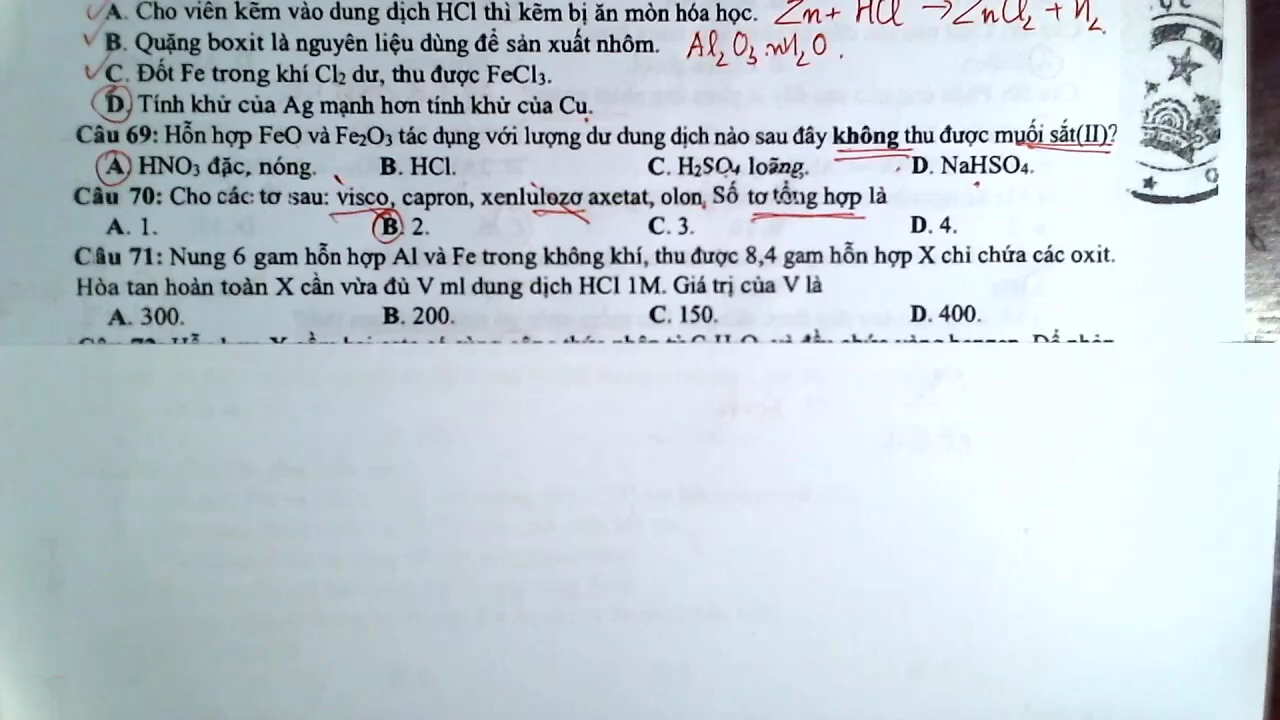 A. Cho viên kẽm vào dung dịch HCl thì kẽm bị ăn mòn hóa học. Zn + HCl → ZnCl₂ + H₂
B. Quặng boxit là nguyên liệu dùng để sản xuất nhôm. Al₂O₃.nH₂O.
C. Đốt Fe trong khí Cl₂ dư, thu được FeCl₃.
D. Tính khử của Ag mạnh hơn tính khử của Cu.
Câu 69: Hỗn hợp FeO và Fe₂O₃ tác dụng với lượng dư dung dịch nào sau đây không thu được muối sắt(II)?
A. HNO₃ đặc, nóng. B. HCl. C. H₂SO₄ loãng. D. NaHSO₄.
Câu 70: Cho các tơ sau: visco, capron, xenlulozơ axetat, olon. Số tơ tổng hợp là
A. 1. B. 2. C. 3. D. 4.
Câu 71: Nung 6 gam hỗn hợp Al và Fe trong không khí, thu được 8,4 gam hỗn hợp X chỉ chứa các oxit.
Hòa tan hoàn toàn X cần vừa đủ V ml dung dịch HCl 1M. Giá trị của V là
A. 300. B. 200. C. 150. D. 400.